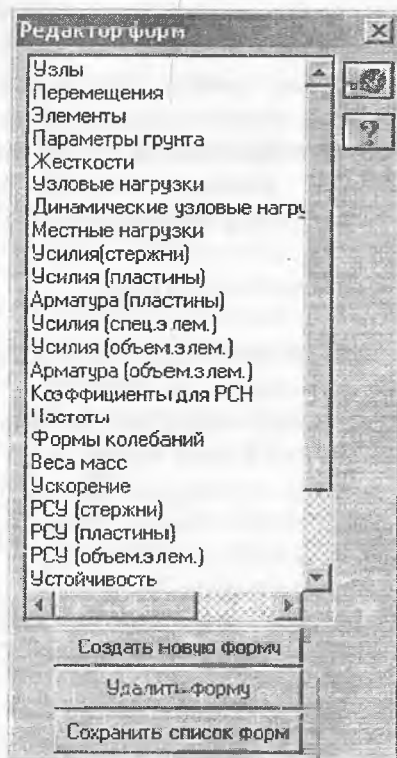 Редактор форм
Узлы
Перемещения
Элементы
Параметры грунта
Жесткости
Узловые нагрузки
Динамические узловые нагру
Местные нагрузки
Усилия(стержни)
Усилия (пластины)
Арматура (пластины)
Усилия (спец.элем.)
Усилия (объем.элем.)
Арматура (объем.элем.)
Коэффициенты для РСН
Частоты
Формы колебаний
Веса масс
Ускорение
РСУ (стержни)
РСУ (пластины)
РСУ (объем.элем.)
Устойчивость
?
Создать новую форму
Удалить форму
Сохранить список форм